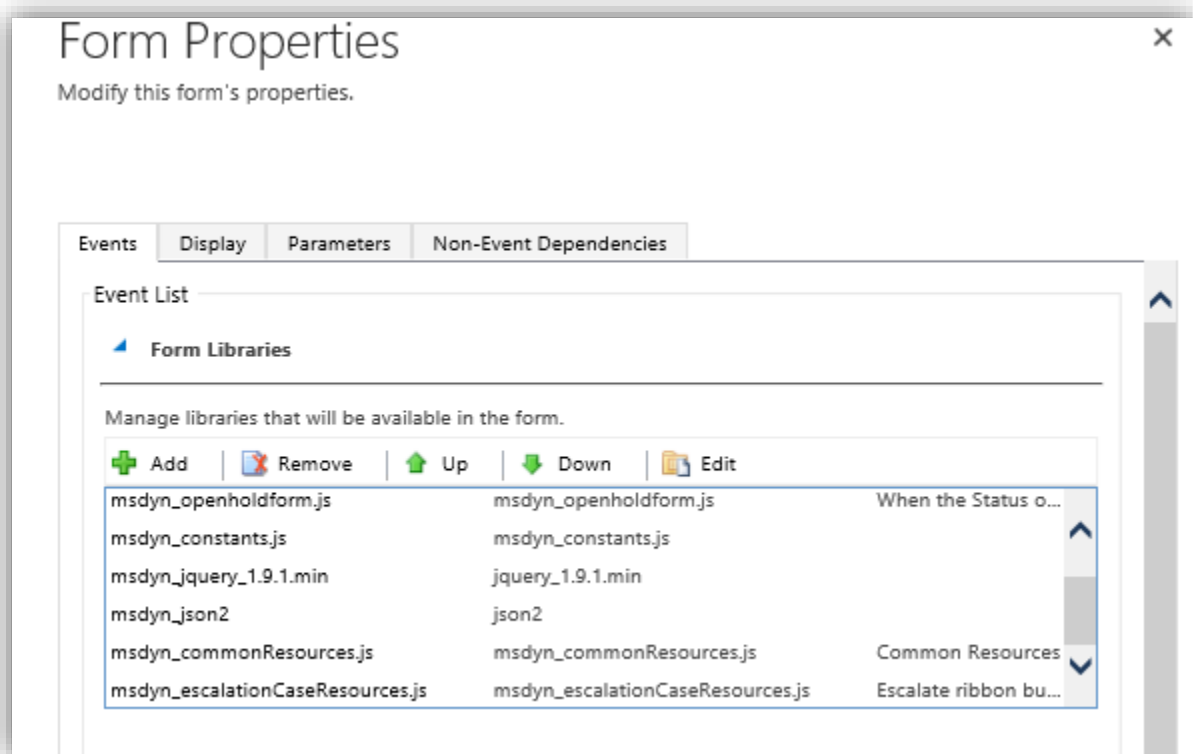 Form Properties
Modify this form's properties.
Events Display Parameters Non-Event Dependencies
Event List
Form Libraries
Manage libraries that will be available in the form.
Add Remove Up Down Edit
msdyn_openholdform.js msdyn_openholdform.js When the Status o...
msdyn_constants.js msdyn_constants.js
msdyn_jquery_1.9.1.min jquery_1.9.1.min
msdyn_json2 json2
msdyn_commonResources.js msdyn_commonResources.js Common Resources
msdyn_escalationCaseResources.js msdyn_escalationCaseResources.js Escalate ribbon bu...